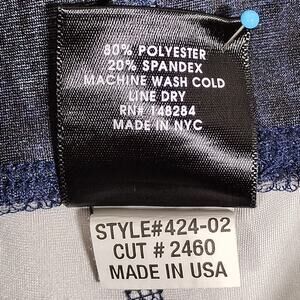 80% POLYESTER
20% SPANDEX
MACHINE WASH COLD
LINE DRY
RN# 148284
MADE IN NYC
STYLE#424-02
CUT # 2460
MADE IN USA